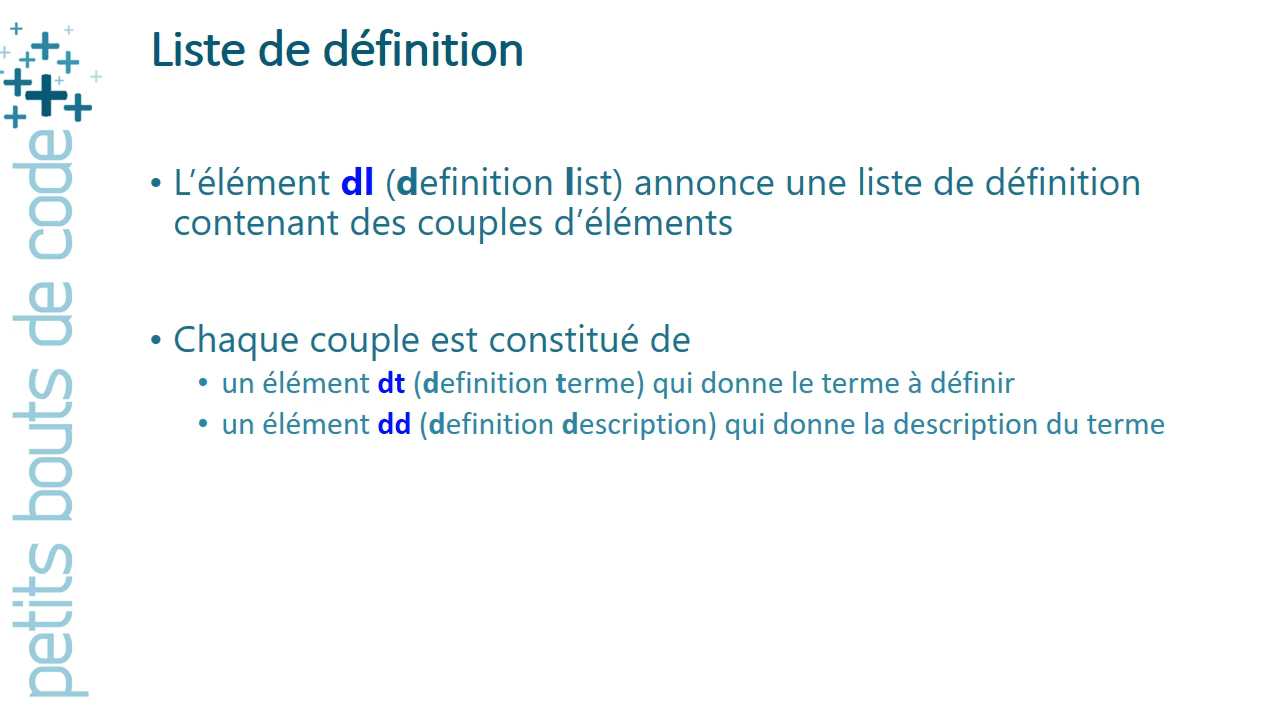 Liste de définition
• L’élément dl (definition list) annonce une liste de définition
contenant des couples d’éléments
• Chaque couple est constitué de
• un élément dt (definition terme) qui donne le terme à définir
• un élément dd (definition description) qui donne la description du terme
petits bouts de code